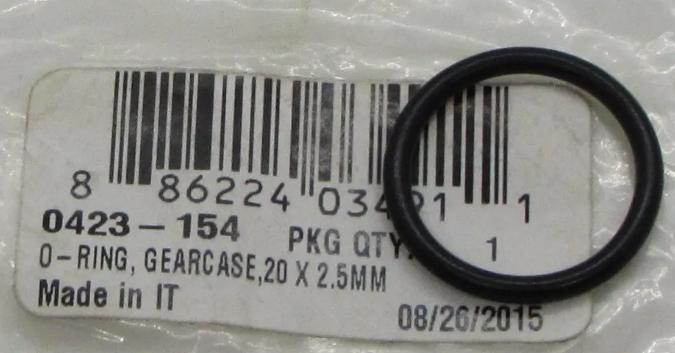 8 86224 03491 1
0423-154 PKG QTY. 1
O-RING, GEARCASE,20 X 2.5MM
Made in IT
08/26/2015